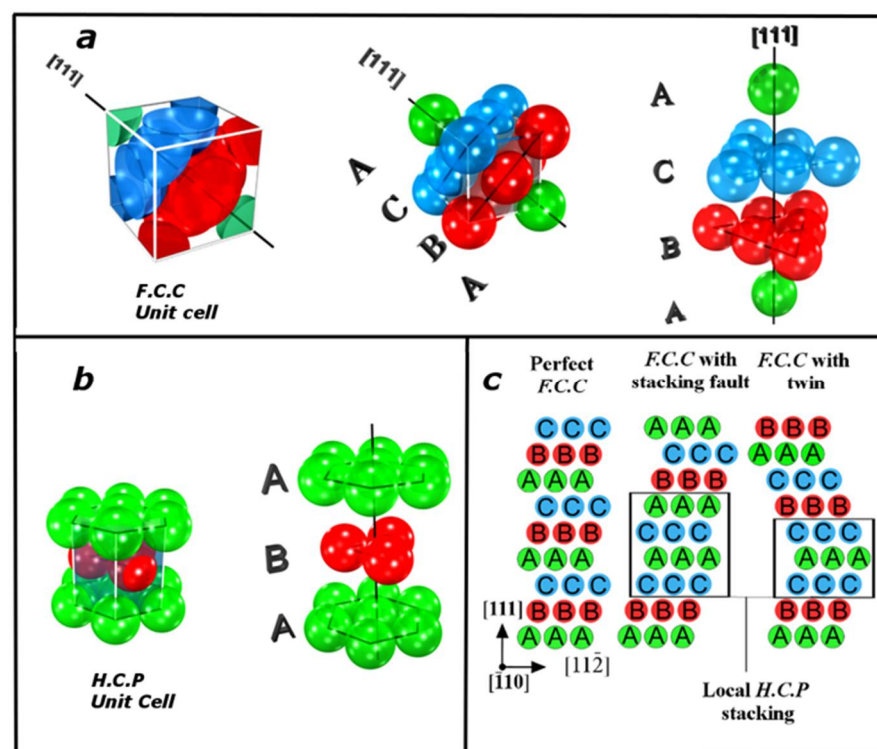 a
[111]
F.C.C
Unit cell
[111]
A
C
B
A
[111]
A
C
B
A
b
H.C.P
Unit Cell
A
B
A
c
Perfect
F.C.C
F.C.C with
stacking fault
F.C.C with
twin
C C C
B B B
A A A
C C C
B B B
A A A
C C C
B B B
A A A
A A A
C C C
B B B
A A A
C C C
A A A
C C C
B B B
A A A
B B B
A A A
C C C
B B B
C C C
A A A
C C C
B B B
A A A
[111]
[1̄10]
[112̄]
Local H.C.P
stacking